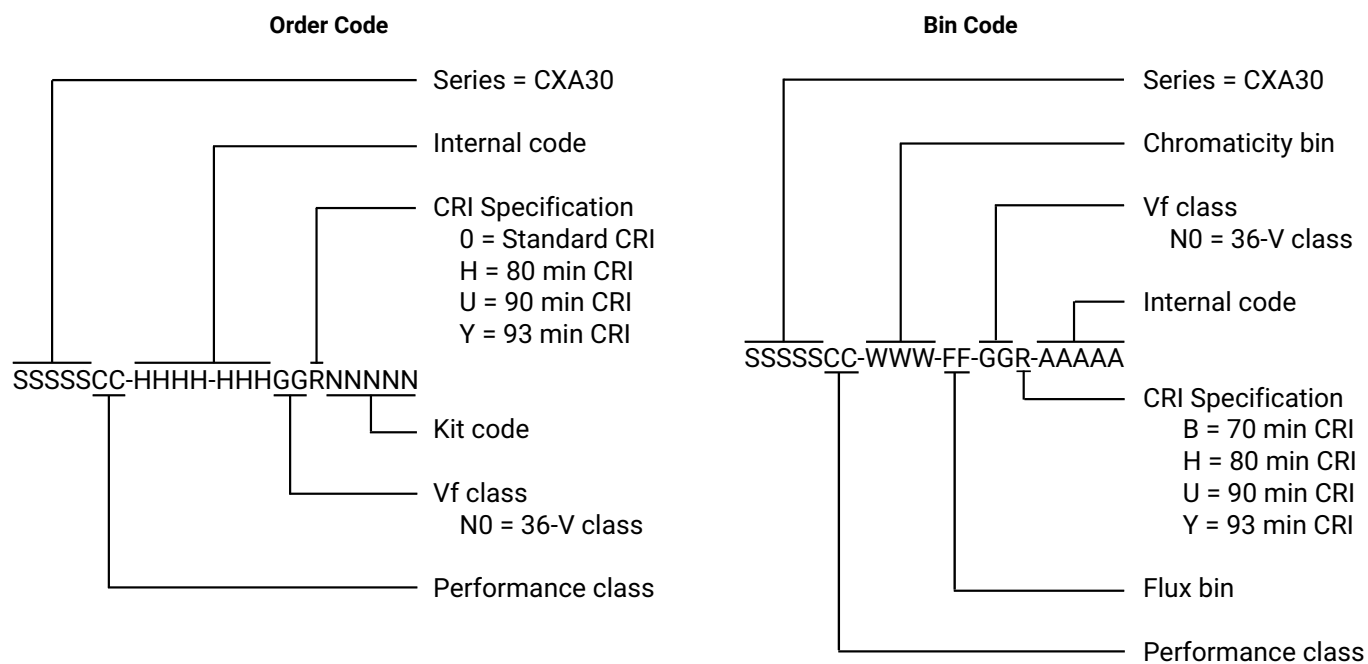 Order Code
Series = CXA30
Internal code
CRI Specification
0 = Standard CRI
H = 80 min CRI
U = 90 min CRI
Y = 93 min CRI
SSSSSCC-HHHH-HHHGGRNNNNN
Kit code
Vf class
N0 = 36-V class
Performance class
Bin Code
Series = CXA30
Chromaticity bin
Vf class
N0 = 36-V class
Internal code
SSSSSCC-WWW-FF-GGR-AAAAA
CRI Specification
B = 70 min CRI
H = 80 min CRI
U = 90 min CRI
Y = 93 min CRI
Flux bin
Performance class